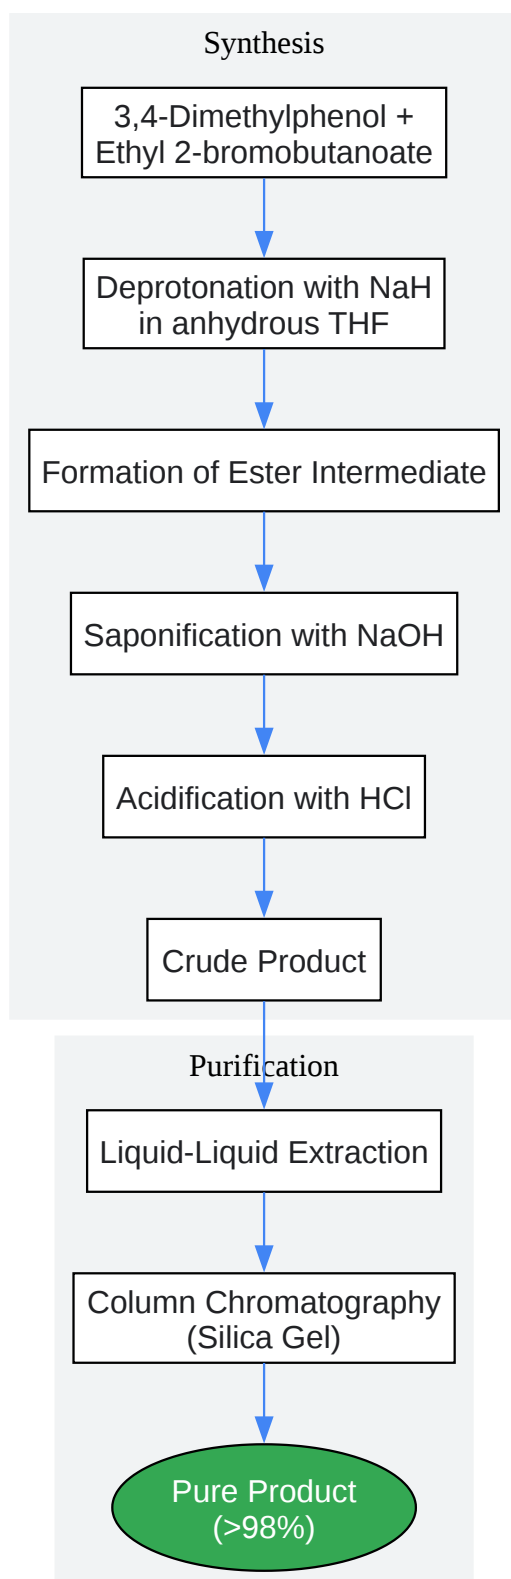 Synthesis
3,4-Dimethylphenol +
Ethyl 2-bromobutanoate
Deprotonation with NaH
in anhydrous THF
Formation of Ester Intermediate
Saponification with NaOH
Acidification with HCl
Crude Product
Purification
Liquid-Liquid Extraction
Column Chromatography
(Silica Gel)
Pure Product
(>98%)